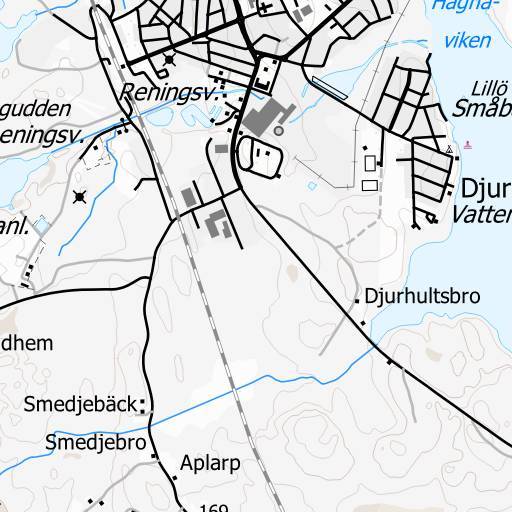 Hagna-
viken
Reningsv.
Lillö
Småb
gudden
eningsv.
Djur
Vatter
anl.
Djurhultsbro
dhem
Smedjebäck
Smedjebro
Aplarp
169